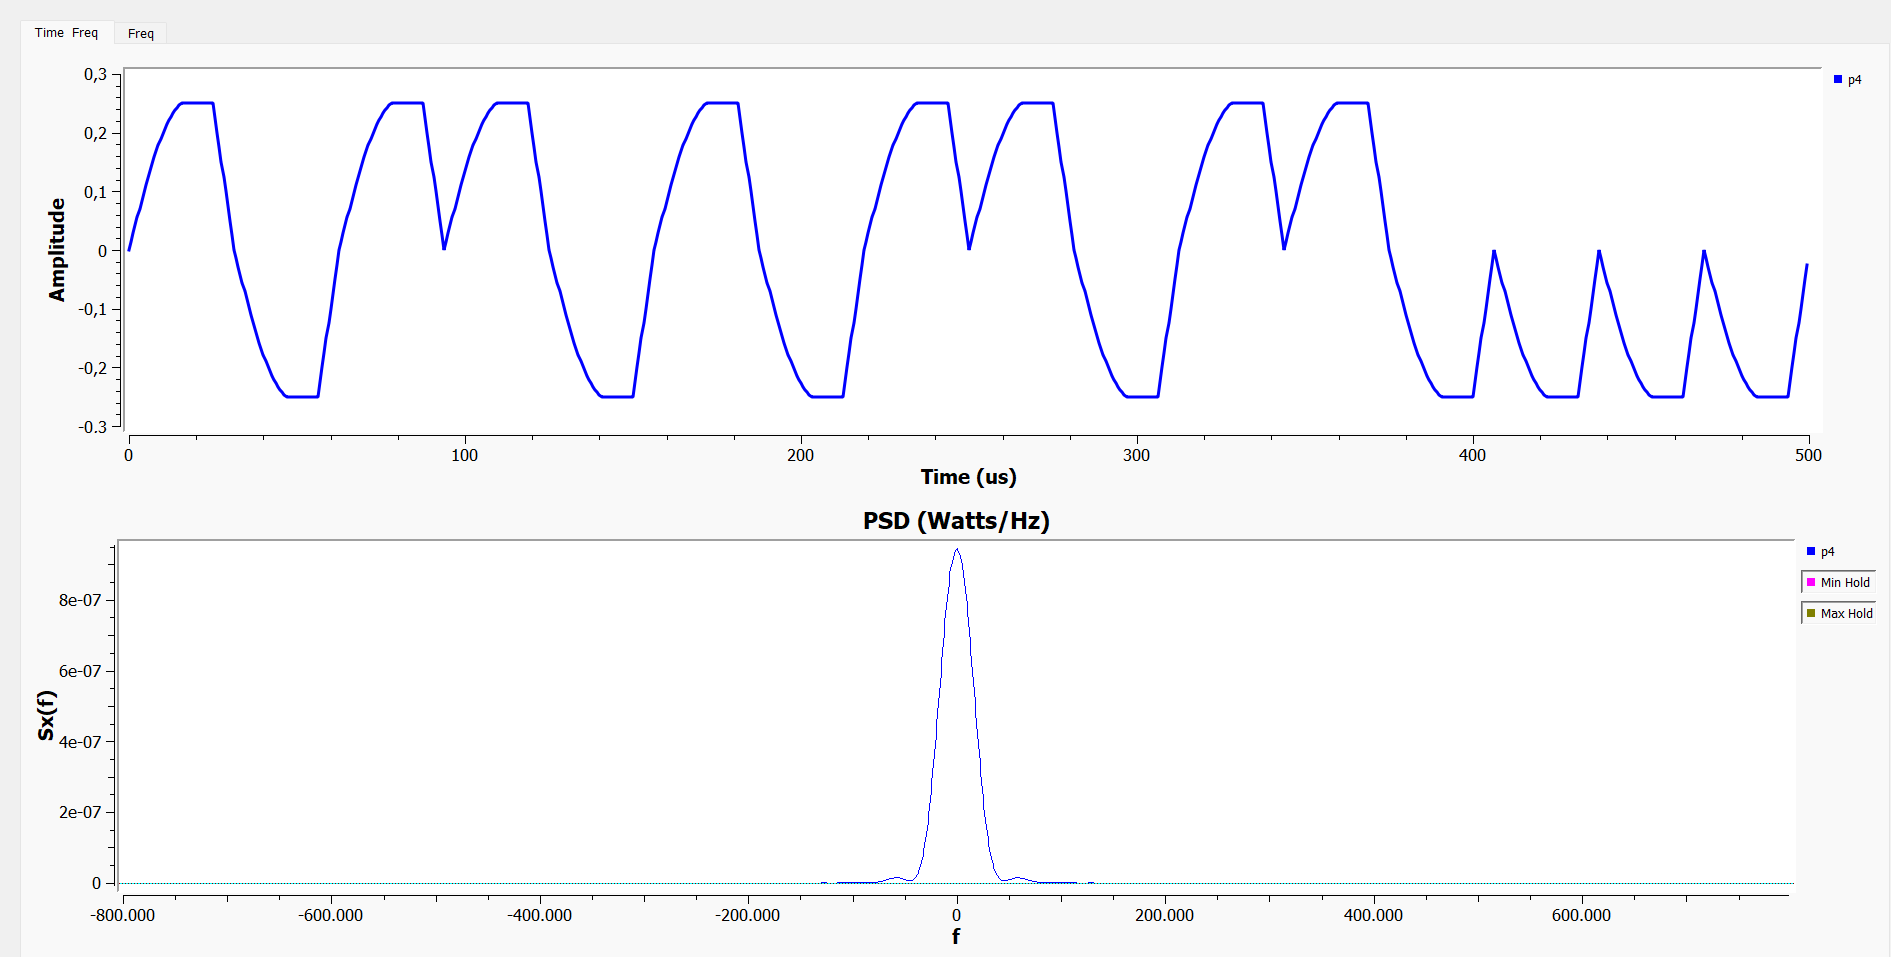 Time Freq
Freq
0,3
0,2
0,1
0
-0,1
-0,2
-0.3
Amplitude
0
100
200
300
400
500
Time (us)
p4
PSD (Watts/Hz)
8e-07
6e-07
4e-07
2e-07
0
Sx(f)
-800.000
-600.000
-400.000
-200.000
0
200.000
400.000
600.000
f
p4
Min Hold
Max Hold